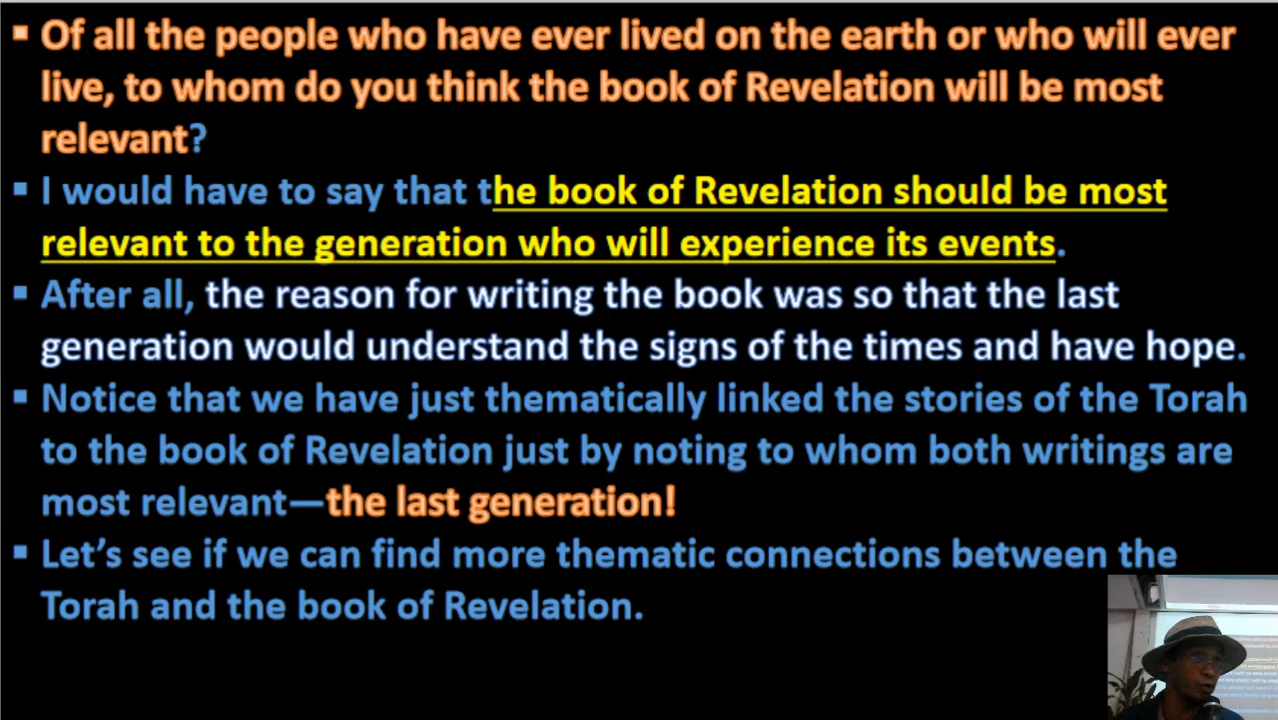 ▪ Of all the people who have ever lived on the earth or who will ever
live, to whom do you think the book of Revelation will be most
relevant?
▪ I would have to say that the book of Revelation should be most
relevant to the generation who will experience its events.
▪ After all, the reason for writing the book was so that the last
generation would understand the signs of the times and have hope.
▪ Notice that we have just thematically linked the stories of the Torah
to the book of Revelation just by noting to whom both writings are
most relevant—the last generation!
▪ Let’s see if we can find more thematic connections between the
Torah and the book of Revelation.